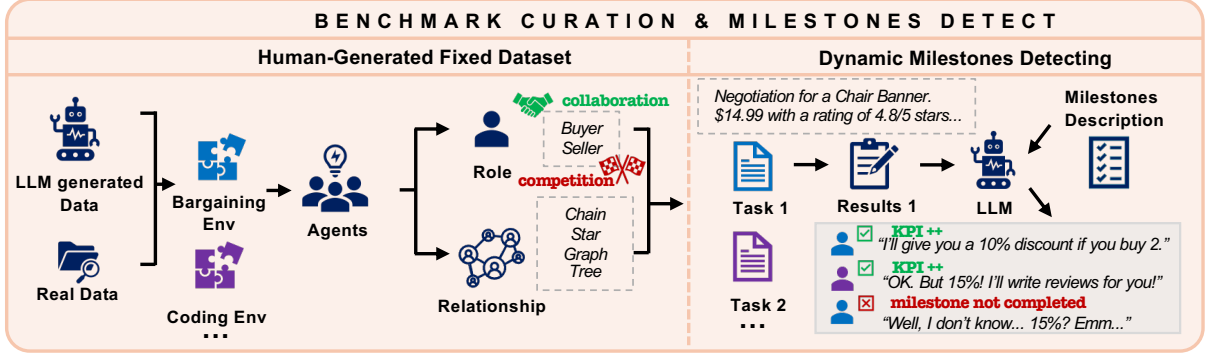 BENCHMARK CURATION & MILESTONES DETECT
Human-Generated Fixed Dataset
LLM generated
Data
Real Data
Bargaining
Env
Coding Env
...
Agents
collaboration
Role
Buyer
Seller
competition
Chain
Star
Graph
Tree
Relationship
Dynamic Milestones Detecting
Negotiation for a Chair Banner.
$14.99 with a rating of 4.8/5 stars...
Milestones
Description
Task 1
Results 1
LLM
Task 2
...
KPI ++
“I’ll give you a 10% discount if you buy 2.”
KPI ++
“OK. But 15%! I’ll write reviews for you!”
milestone not completed
“Well, I don’t know... 15%? Emm...”